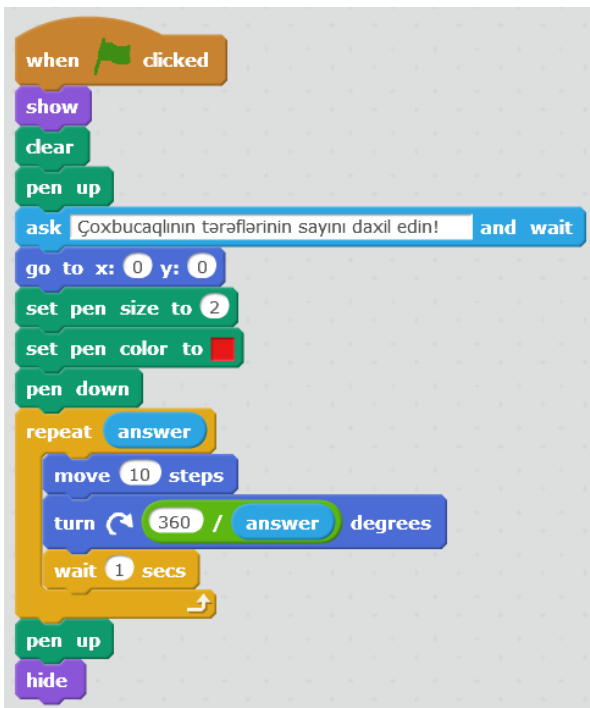 when clicked
show
clear
pen up
ask Çoxbucaqlının tərəflərinin sayını daxil edin! and wait
go to x: 0 y: 0
set pen size to 2
set pen color to
pen down
repeat answer
move 10 steps
turn 360 / answer degrees
wait 1 secs
pen up
hide